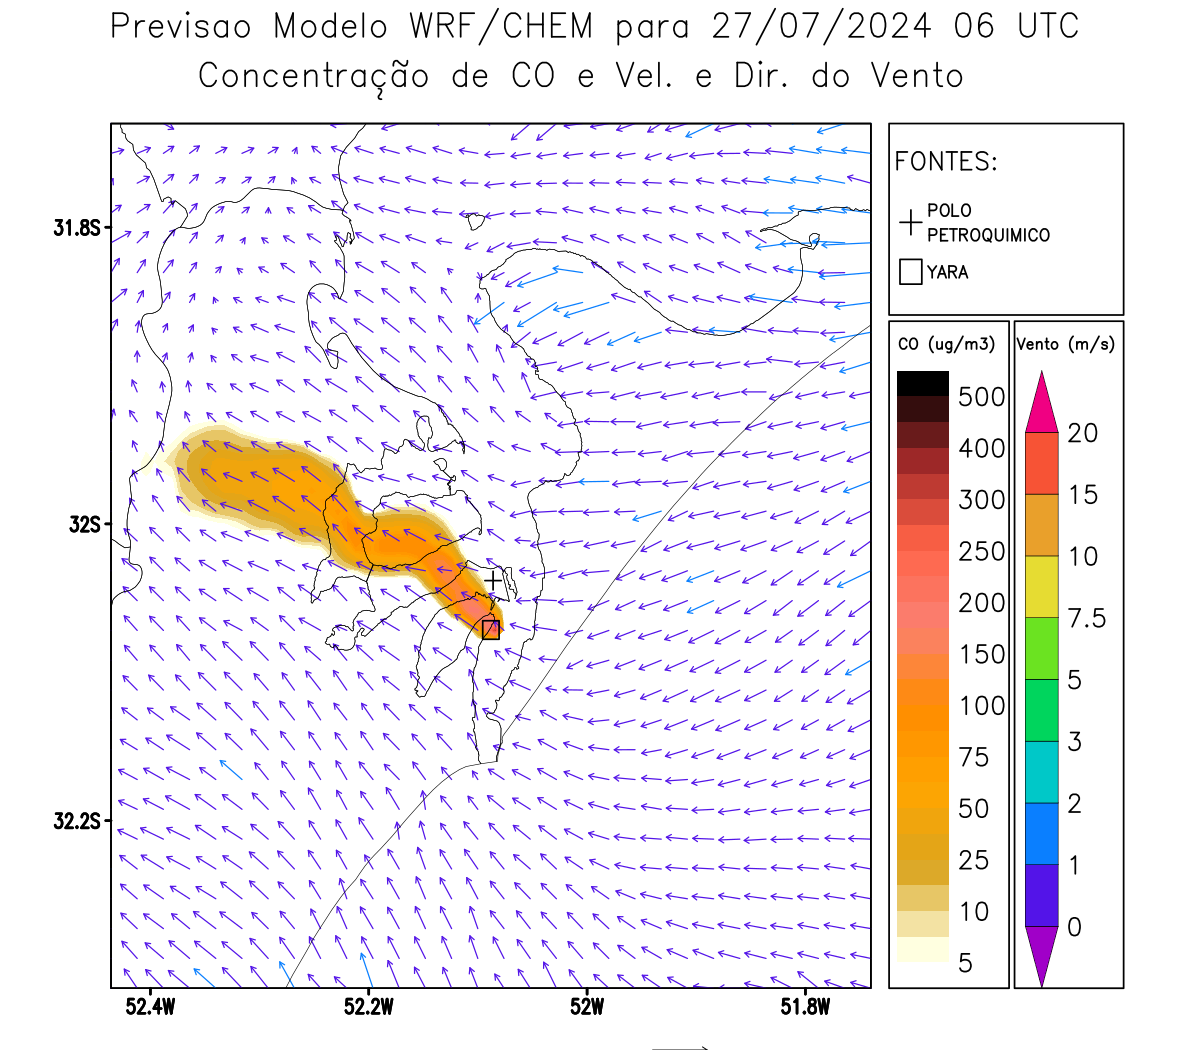 Previsao Modelo WRF/CHEM para 27/07/2024 06 UTC
Concentração de CO e Vel. e Dir. do Vento
FONTES:
POLO
PETROQUIMICO
YARA
CO (ug/m3)
500
400
300
250
200
150
100
75
50
25
10
5
Vento (m/s)
20
15
10
7.5
5
3
2
1
0
31.8S
32S
32.2S
52.4W
52.2W
52W
51.8W